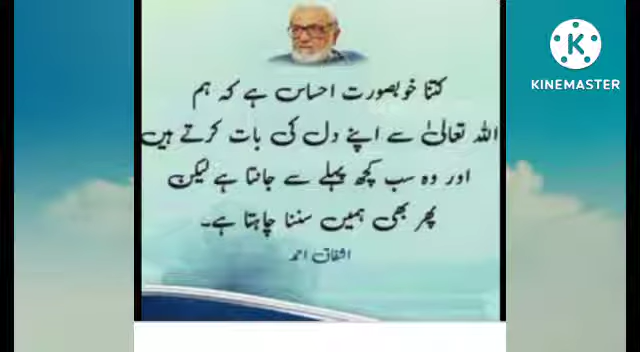 KINEMASTER
کتنا خوبصورت احساس ہے کہ ہم
اللہ تعالیٰ سے اپنے دل کی بات کرتے ہیں
اور وہ سب کچھ پہلے سے جانتا ہے لیکن
پھر بھی ہمیں سننا چاہتا ہے۔
اشفاق احمد